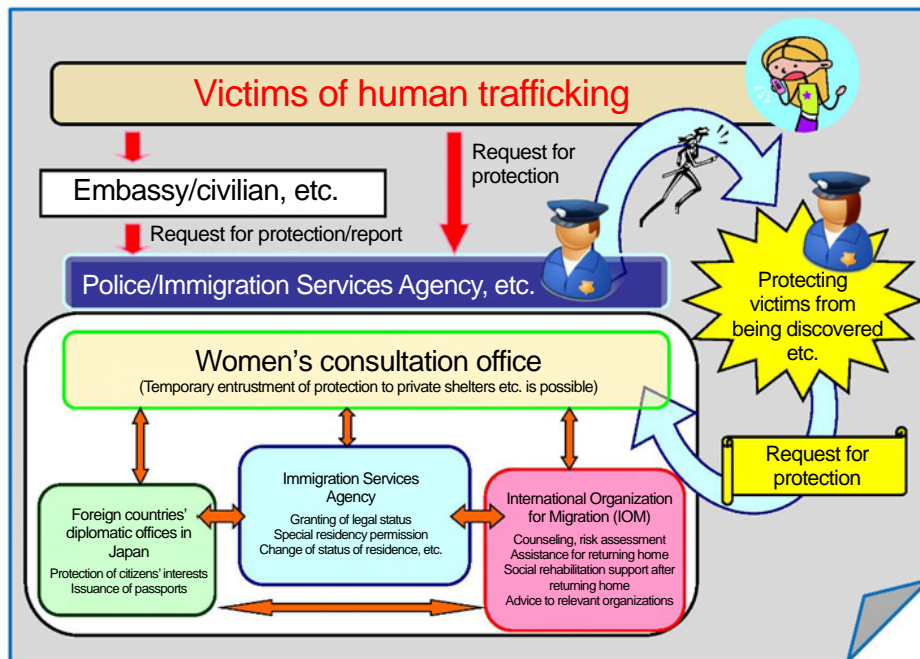 Victims of human trafficking
Request for
protection
Embassy/civilian, etc.
Request for protection/report
Police/Immigration Services Agency, etc.
Protecting
victims from
being discovered
etc.
Women’s consultation office
(Temporary entrustment of protection to private shelters etc. is possible)
Request for
protection
Foreign countries’
diplomatic offices in
Japan
Protection of citizens’ interests
Issuance of passports
Immigration Services
Agency
Granting of legal status
Special residency permission
Change of status of residence, etc.
International Organization
for Migration (IOM)
Counseling, risk assessment
Assistance for returning home
Social rehabilitation support after
returning home
Advice to relevant organizations